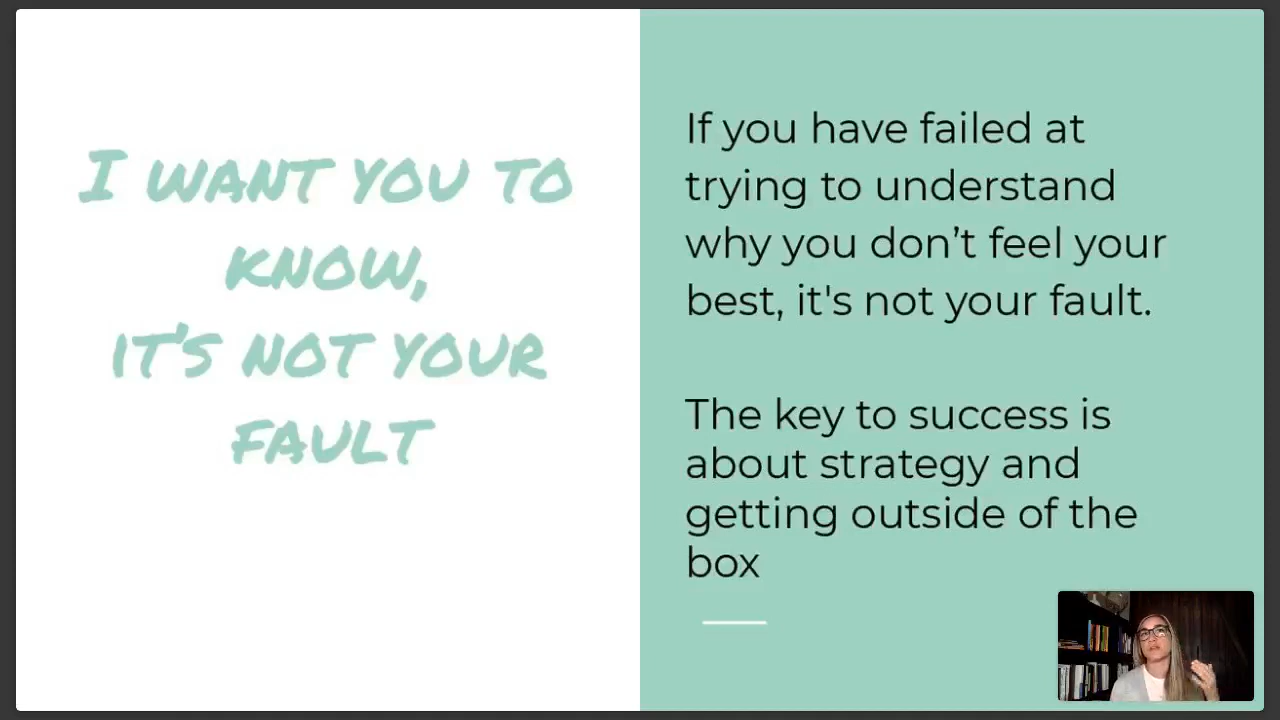 I WANT YOU TO
KNOW,
IT'S NOT YOUR
FAULT
If you have failed at
trying to understand
why you don’t feel your
best, it's not your fault.
The key to success is
about strategy and
getting outside of the
box